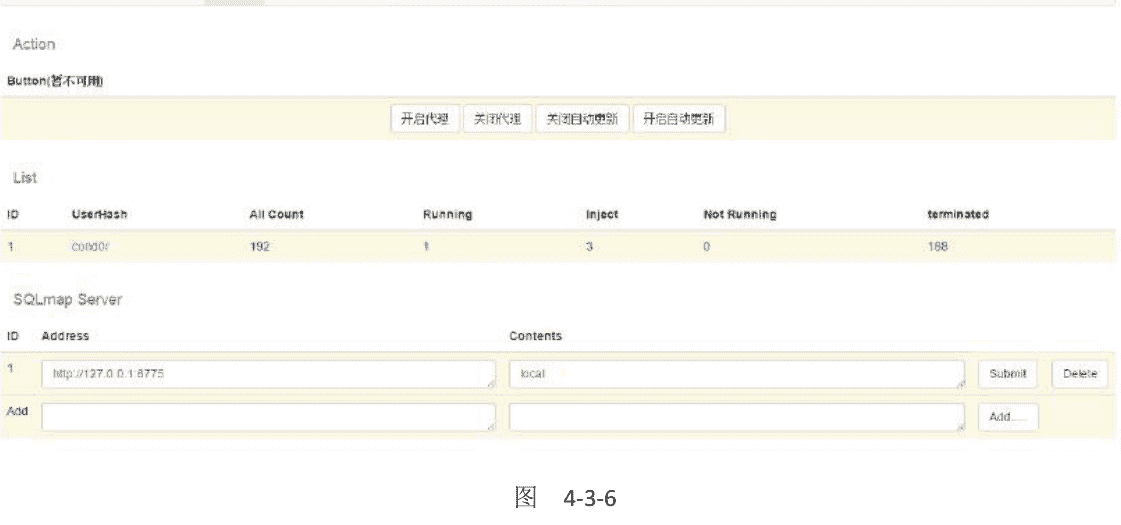 Action
Button(暂不可用)
开启代理 关闭代理 关闭自动更新 开启自动更新
List
ID UserHash All Count Running Inject Not Running terminated
1 cond0r 192 1 3 0 168
SQLmap Server
ID Address Contents
1 http://127.0.0.1:8775 local Submit Delete
Add Add......
图 4-3-6